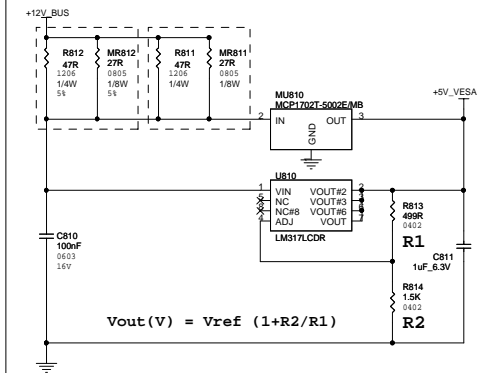 +12V_BUS
R812
47R
1206
1/4W
5%
MR812
27R
0805
1/8W
5%
R811
47R
1206
1/4W
MR811
27R
0805
1/8W
MU810
MCP1702T-5002E/MB
2 IN OUT 3
GND
+5V_VESA
U810
1 VIN VOUT#2 2
5 NC VOUT#3 3
8 NC#8 VOUT#6 6
4 ADJ VOUT 7
LM317LCDR
R813
499R
0402
R1
C810
100nF
0603
16V
C811
1uF_6.3V
R814
1.5K
0402
R2
Vout(V) = Vref (1+R2/R1)